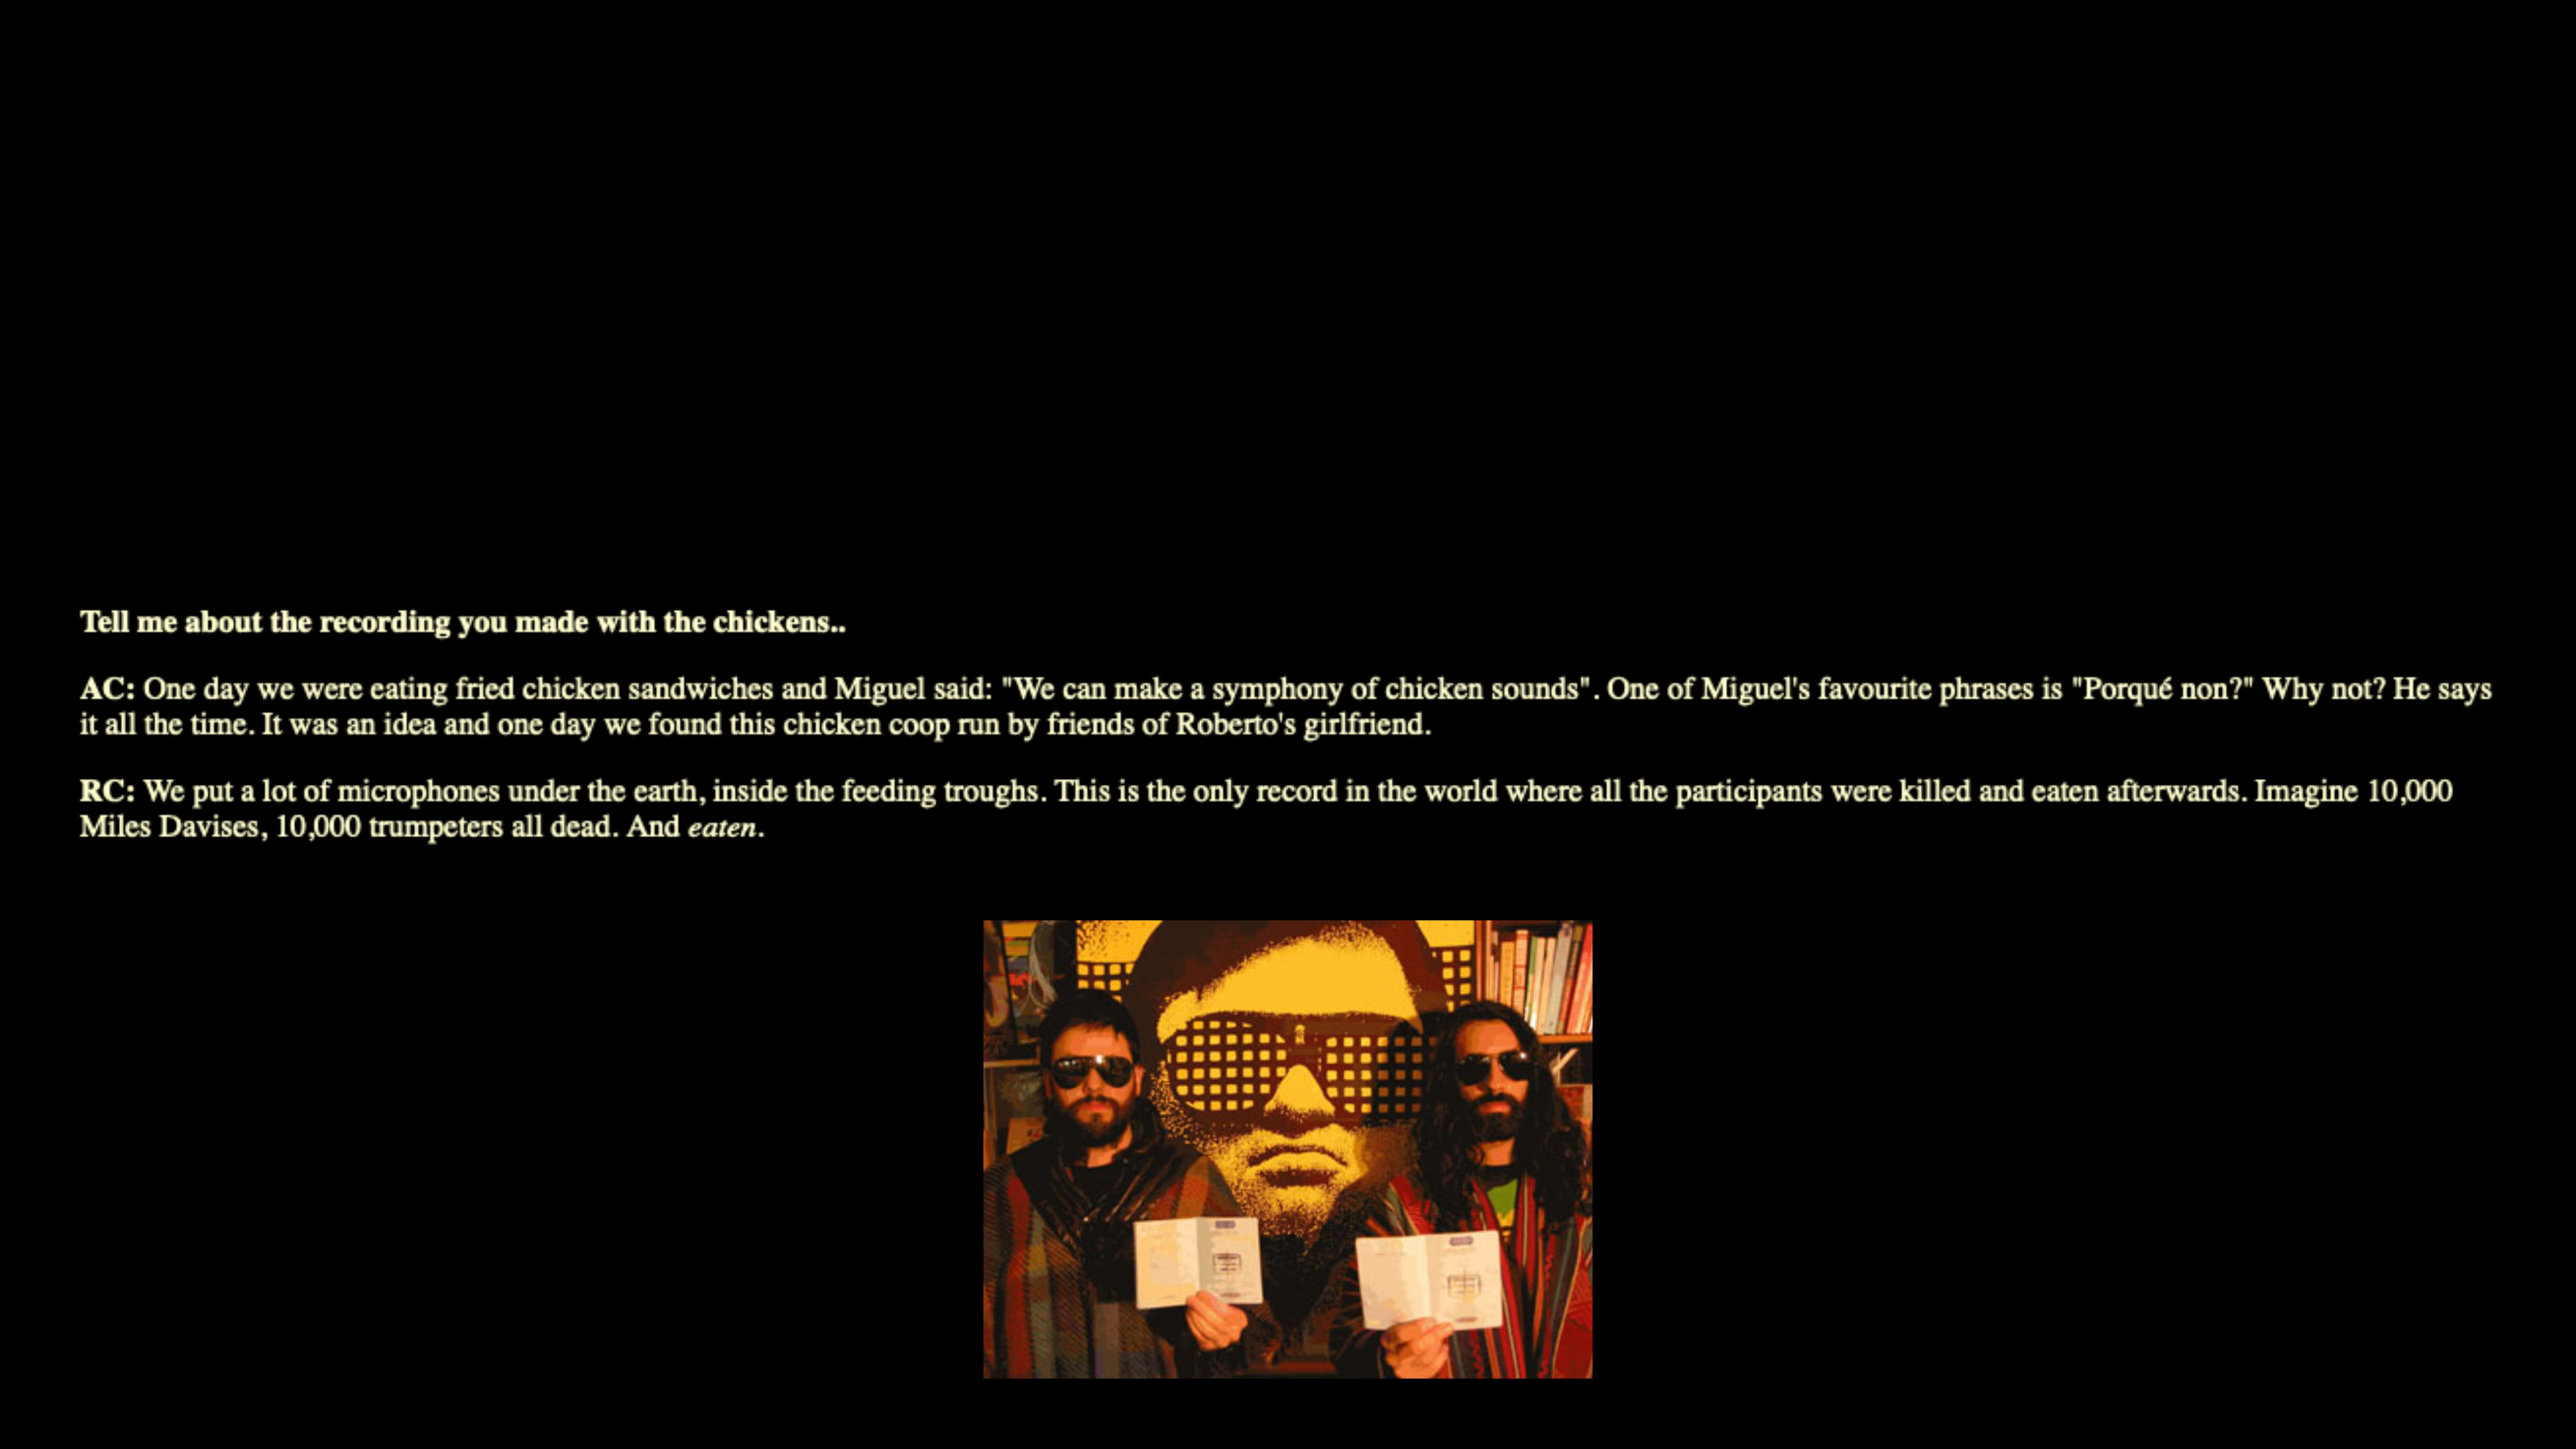 Tell me about the recording you made with the chickens..
AC: One day we were eating fried chicken sandwiches and Miguel said: "We can make a symphony of chicken sounds". One of Miguel's favourite phrases is "Porqué non?" Why not? He says
it all the time. It was an idea and one day we found this chicken coop run by friends of Roberto's girlfriend.
RC: We put a lot of microphones under the earth, inside the feeding troughs. This is the only record in the world where all the participants were killed and eaten afterwards. Imagine 10,000
Miles Davises, 10,000 trumpeters all dead. And eaten.